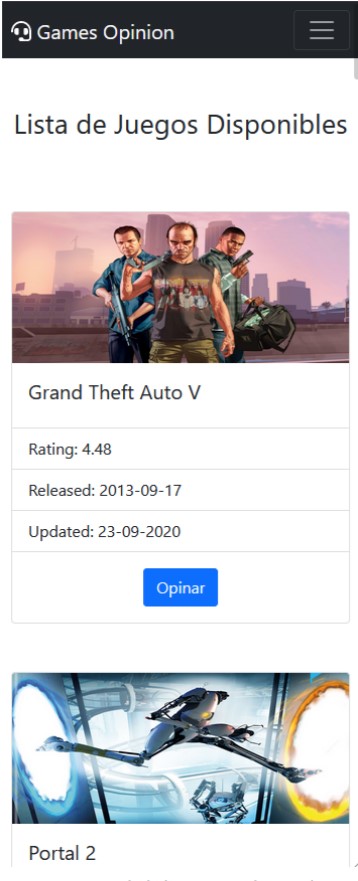 Games Opinion
Lista de Juegos Disponibles
Grand Theft Auto V
Rating: 4.48
Released: 2013-09-17
Updated: 23-09-2020
Opinar
Portal 2